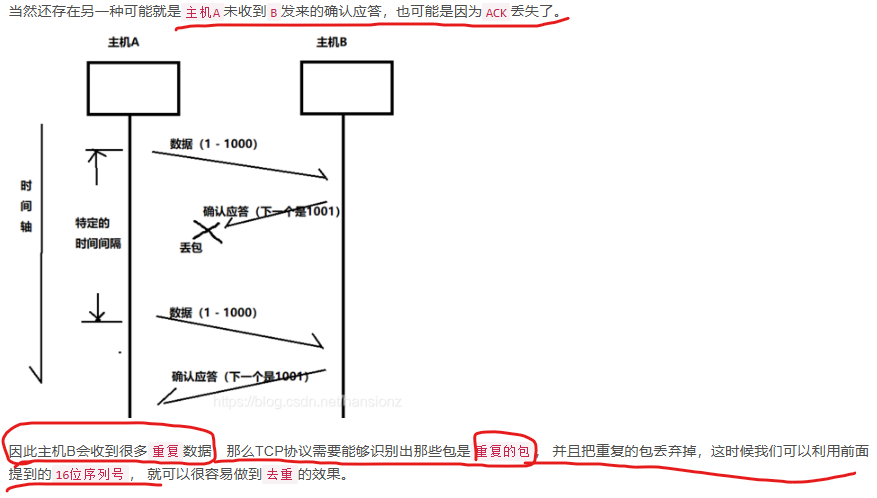 当然还存在另一种可能就是 主机A 未收到 B 发来的确认应答，也可能是因为 ACK 丢失了。
主机A
主机B
数据（1 - 1000）
确认应答（下一个是1001）
丢包
时间轴
特定的
时间间隔
数据（1 - 1000）
确认应答（下一个是1001）
https://blog.csdn.net/hansionz
因此主机B会收到很多 重复 数据，那么TCP协议需要能够识别出那些包是 重复的包 ，并且把重复的包丢弃掉，这时候我们可以利用前面
提到的 16位序列号 ，就可以很容易做到 去重 的效果。